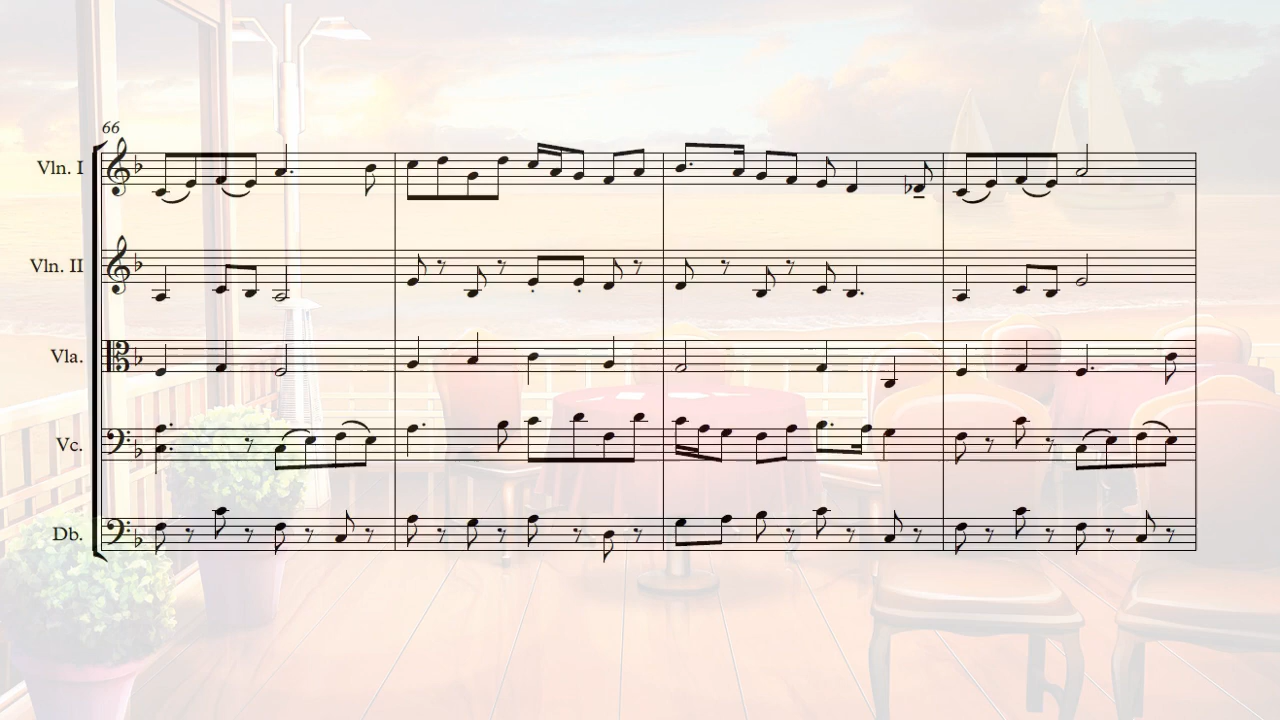 66
Vln. I
Vln. II
Vla.
Vc.
Db.